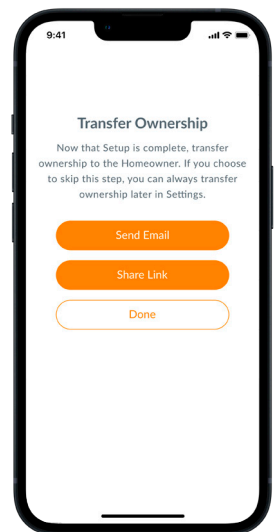 9:41
Transfer Ownership
Now that Setup is complete, transfer
ownership to the Homeowner. If you choose
to skip this step, you can always transfer
ownership later in Settings.
Send Email
Share Link
Done